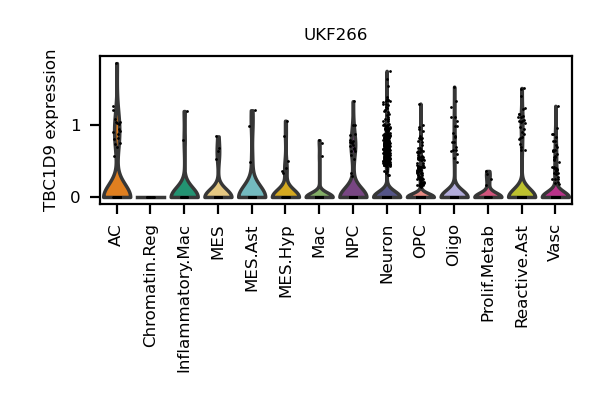 UKF266
TBC1D9 expression
1
0
AC
Chromatin.Reg
Inflammatory.Mac
MES
MES.Ast
MES.Hyp
Mac
NPC
Neuron
OPC
Oligo
Prolif.Metab
Reactive.Ast
Vasc